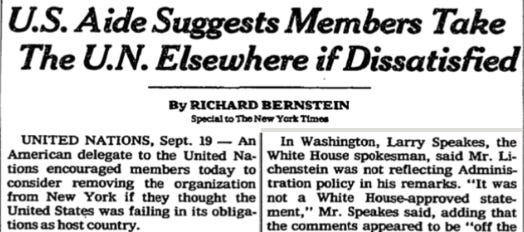 U.S. Aide Suggests Members Take
The U.N. Elsewhere if Dissatisfied
By RICHARD BERNSTEIN
Special to The New York Times
UNITED NATIONS, Sept. 19 — An
American delegate to the United Na-
tions encouraged members today to
consider removing the organization
from New York if they thought the
United States was failing in its obliga-
tions as host country.
In Washington, Larry Speakes, the
White House spokesman, said Mr. Li-
chenstein was not reflecting Adminis-
tration policy in his remarks. "It was
not a White House-approved state-
ment," Mr. Speakes said, adding that
the comments appeared to be "off the